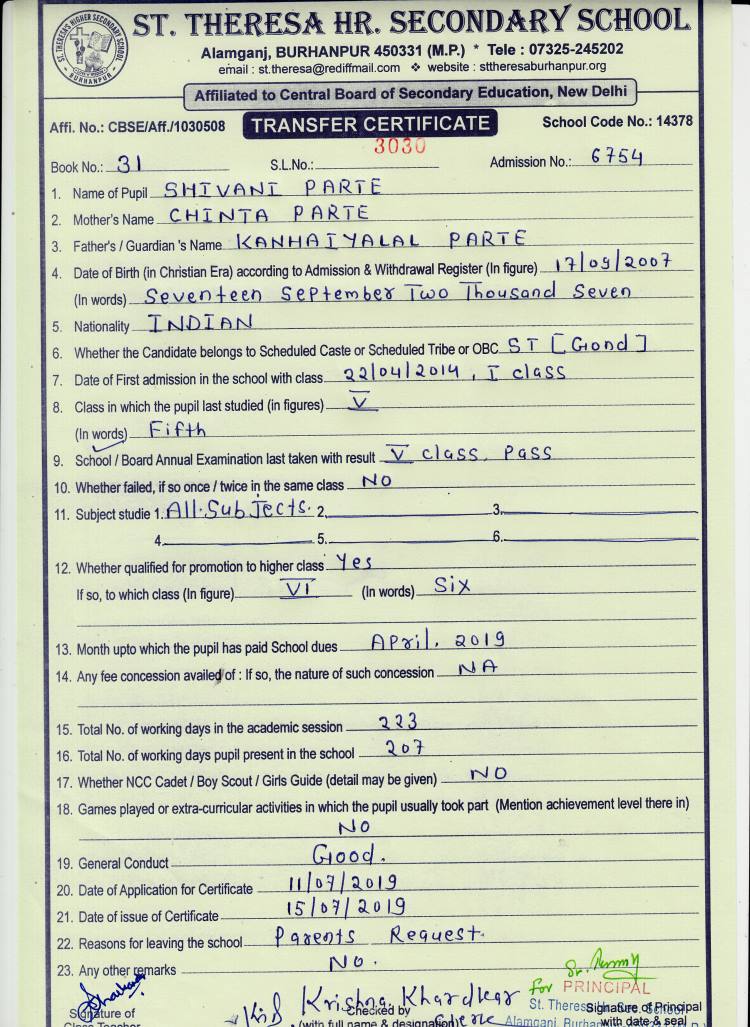 ST. THERESA'S HIGHER SECONDARY SCHOOL
BURHANPUR
ST. THERESA HR. SECONDARY SCHOOL
Alamganj, BURHANPUR 450331 (M.P.) * Tele : 07325-245202
email : st.theresa@rediffmail.com ❖ website : sttheresaburhanpur.org
Affiliated to Central Board of Secondary Education, New Delhi
Affi. No.: CBSE/Aff./1030508 TRANSFER CERTIFICATE School Code No.: 14378
Book No.: 31 S.L.No.: 3030 Admission No.: 6754
1. Name of Pupil SHIVANI PARTE
2. Mother's Name CHINTA PARTE
3. Father's / Guardian 's Name KANHAIYALAL PARTE
4. Date of Birth (in Christian Era) according to Admission & Withdrawal Register (In figure) 17/09/2007
(In words) Seventeen September Two Thousand Seven
5. Nationality INDIAN
6. Whether the Candidate belongs to Scheduled Caste or Scheduled Tribe or OBC ST [Gond]
7. Date of First admission in the school with class 22/04/2014, I class
8. Class in which the pupil last studied (in figures) V
(In words) Fifth
9. School / Board Annual Examination last taken with result V class, Pass
10. Whether failed, if so once / twice in the same class NO
11. Subject studie 1. All Subjects. 2. 3.
4. 5. 6.
12. Whether qualified for promotion to higher class Yes
If so, to which class (In figure) VI (In words) Six
13. Month upto which the pupil has paid School dues April, 2019
14. Any fee concession availed of : If so, the nature of such concession NA
15. Total No. of working days in the academic session 223
16. Total No. of working days pupil present in the school 207
17. Whether NCC Cadet / Boy Scout / Girls Guide (detail may be given) NO
18. Games played or extra-curricular activities in which the pupil usually took part (Mention achievement level there in)
NO
19. General Conduct Good.
20. Date of Application for Certificate 11/07/2019
21. Date of issue of Certificate 15/07/2019
22. Reasons for leaving the school Parents Request.
23. Any other remarks No.
for PRINCIPAL
Krishna Khardkar
Signature of Checked by St. Theres Signature of Principal
Class Teacher (with full name & designation) Alamganj, Burhan with date & seal